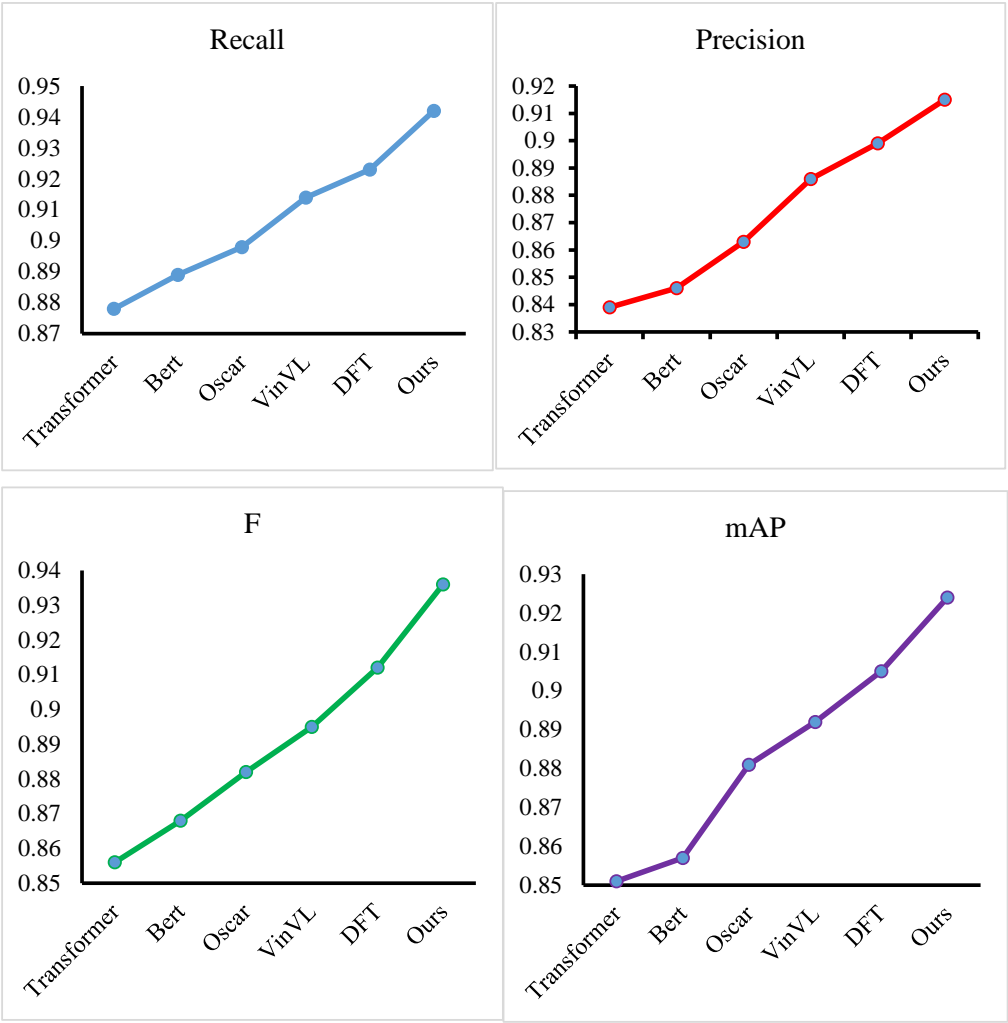 Recall
0.95
0.94
0.93
0.92
0.91
0.9
0.89
0.88
0.87
Transformer
Bert
Oscar
VinVL
DFT
Ours
Precision
0.92
0.91
0.9
0.89
0.88
0.87
0.86
0.85
0.84
0.83
Transformer
Bert
Oscar
VinVL
DFT
Ours
F
0.94
0.93
0.92
0.91
0.9
0.89
0.88
0.87
0.86
0.85
Transformer
Bert
Oscar
VinVL
DFT
Ours
mAP
0.93
0.92
0.91
0.9
0.89
0.88
0.87
0.86
0.85
Transformer
Bert
Oscar
VinVL
DFT
Ours